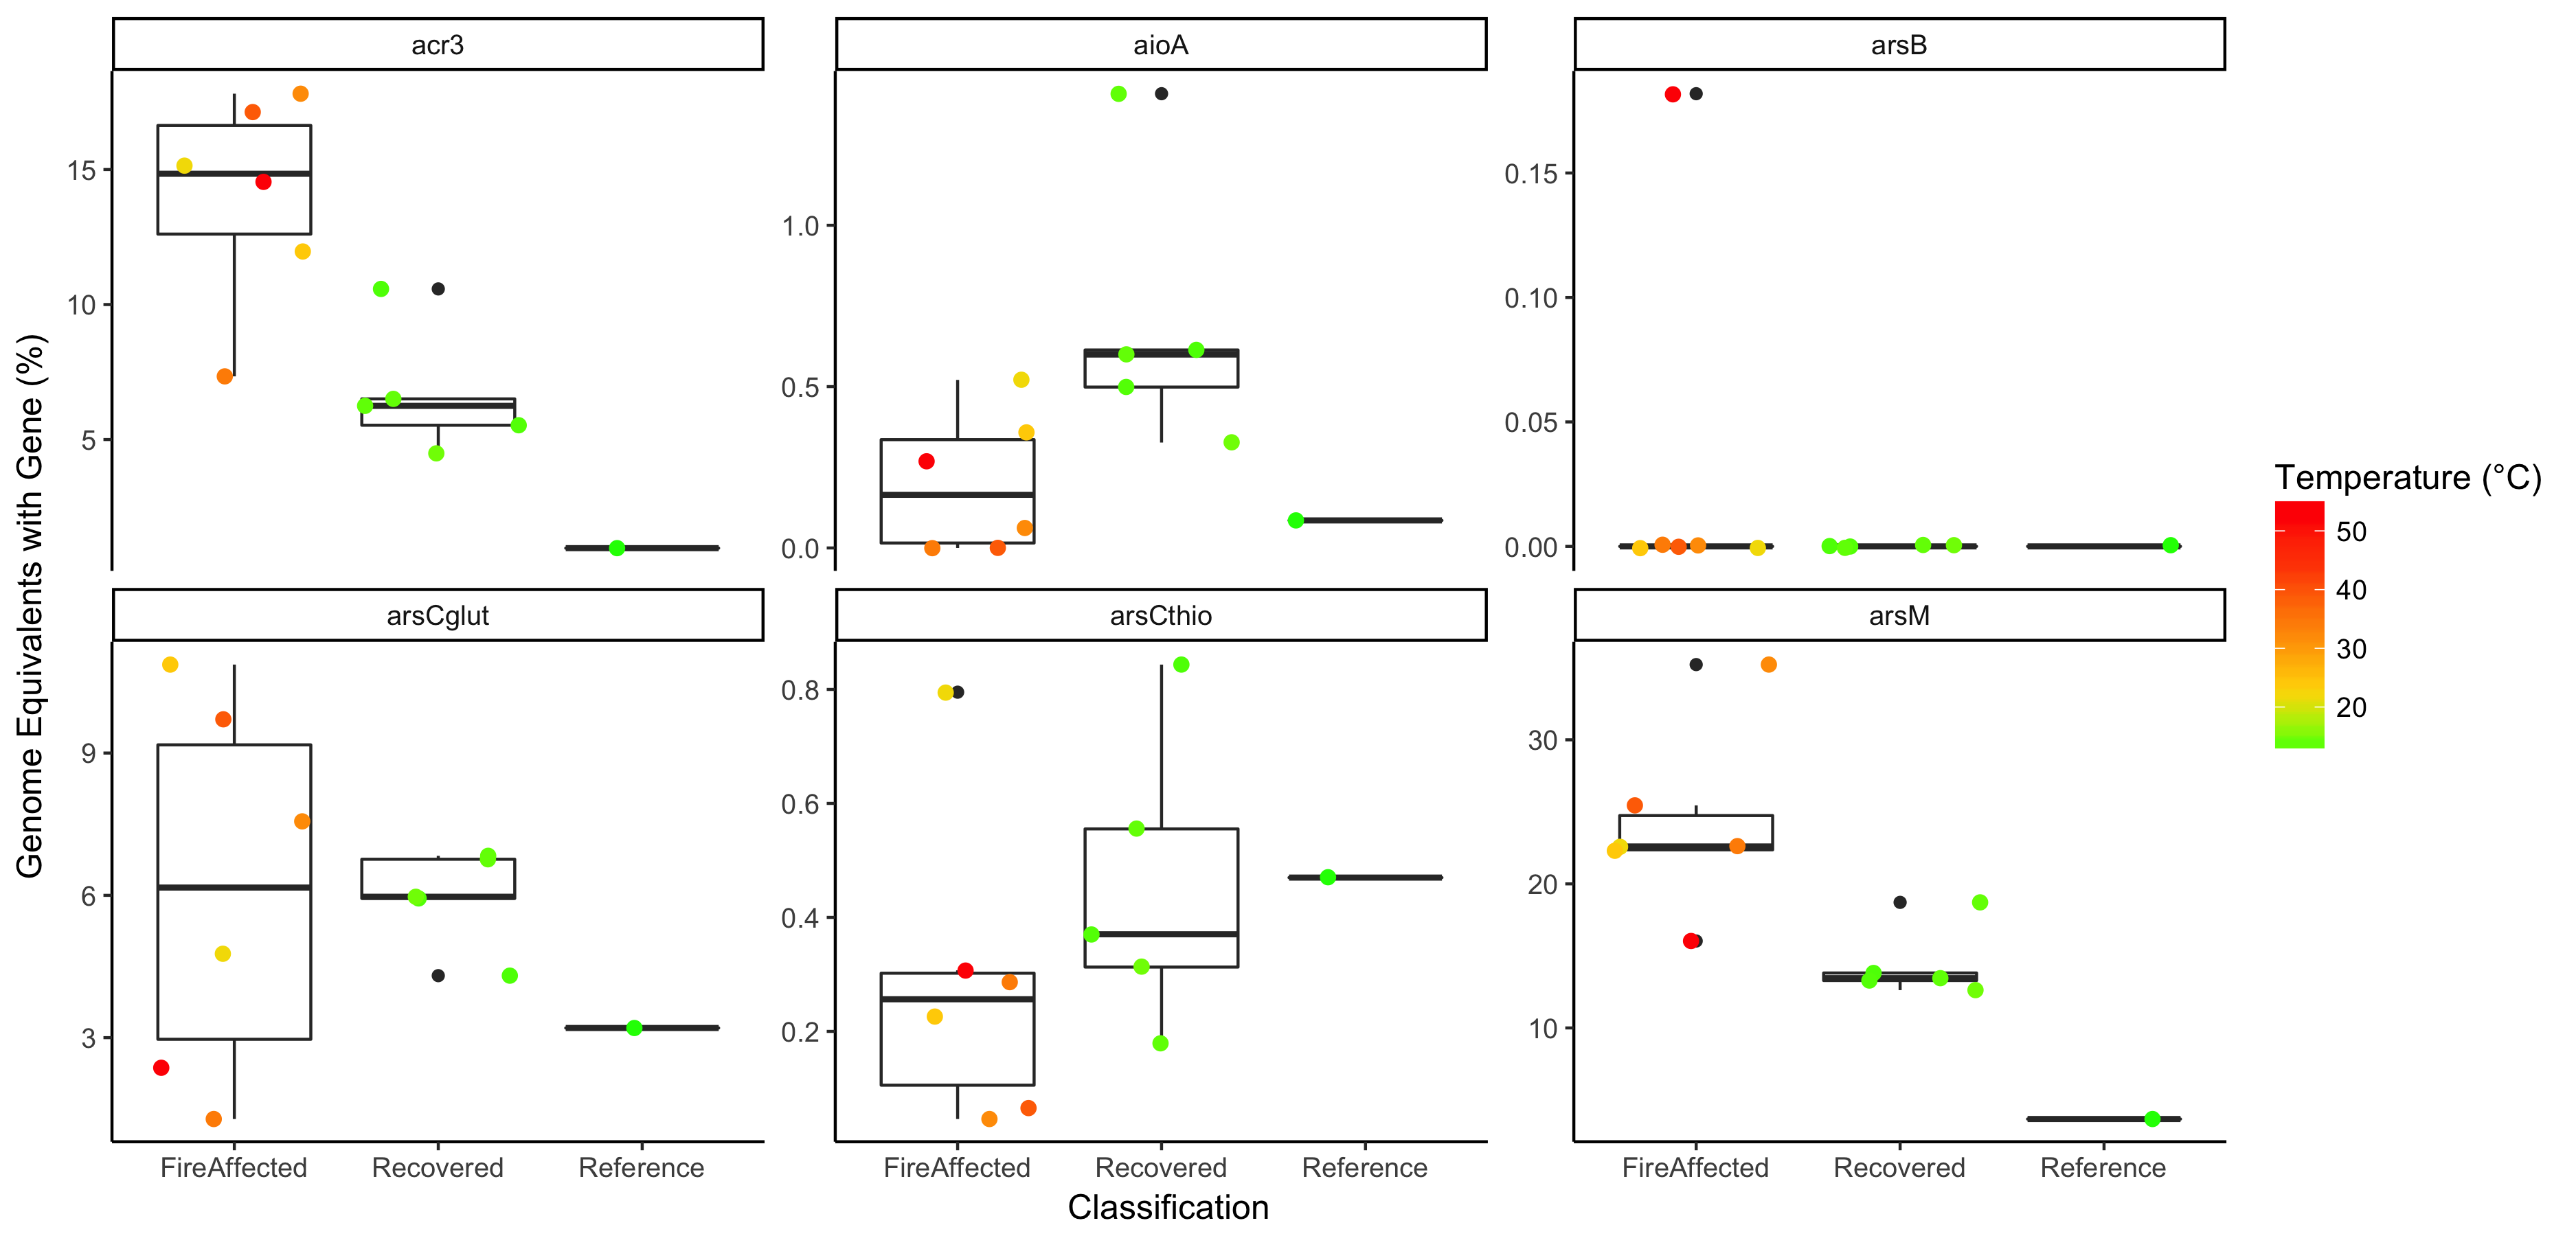 acr3
aioA
arsB
15
10
5
1.0
0.5
0.0
0.15
0.10
0.05
0.00
Genome Equivalents with Gene (%)
arsCglut
arsCthio
arsM
9
6
3
0.8
0.6
0.4
0.2
30
20
10
FireAffected Recovered Reference
FireAffected Recovered Reference
FireAffected Recovered Reference
Classification
Temperature (°C)
50
40
30
20